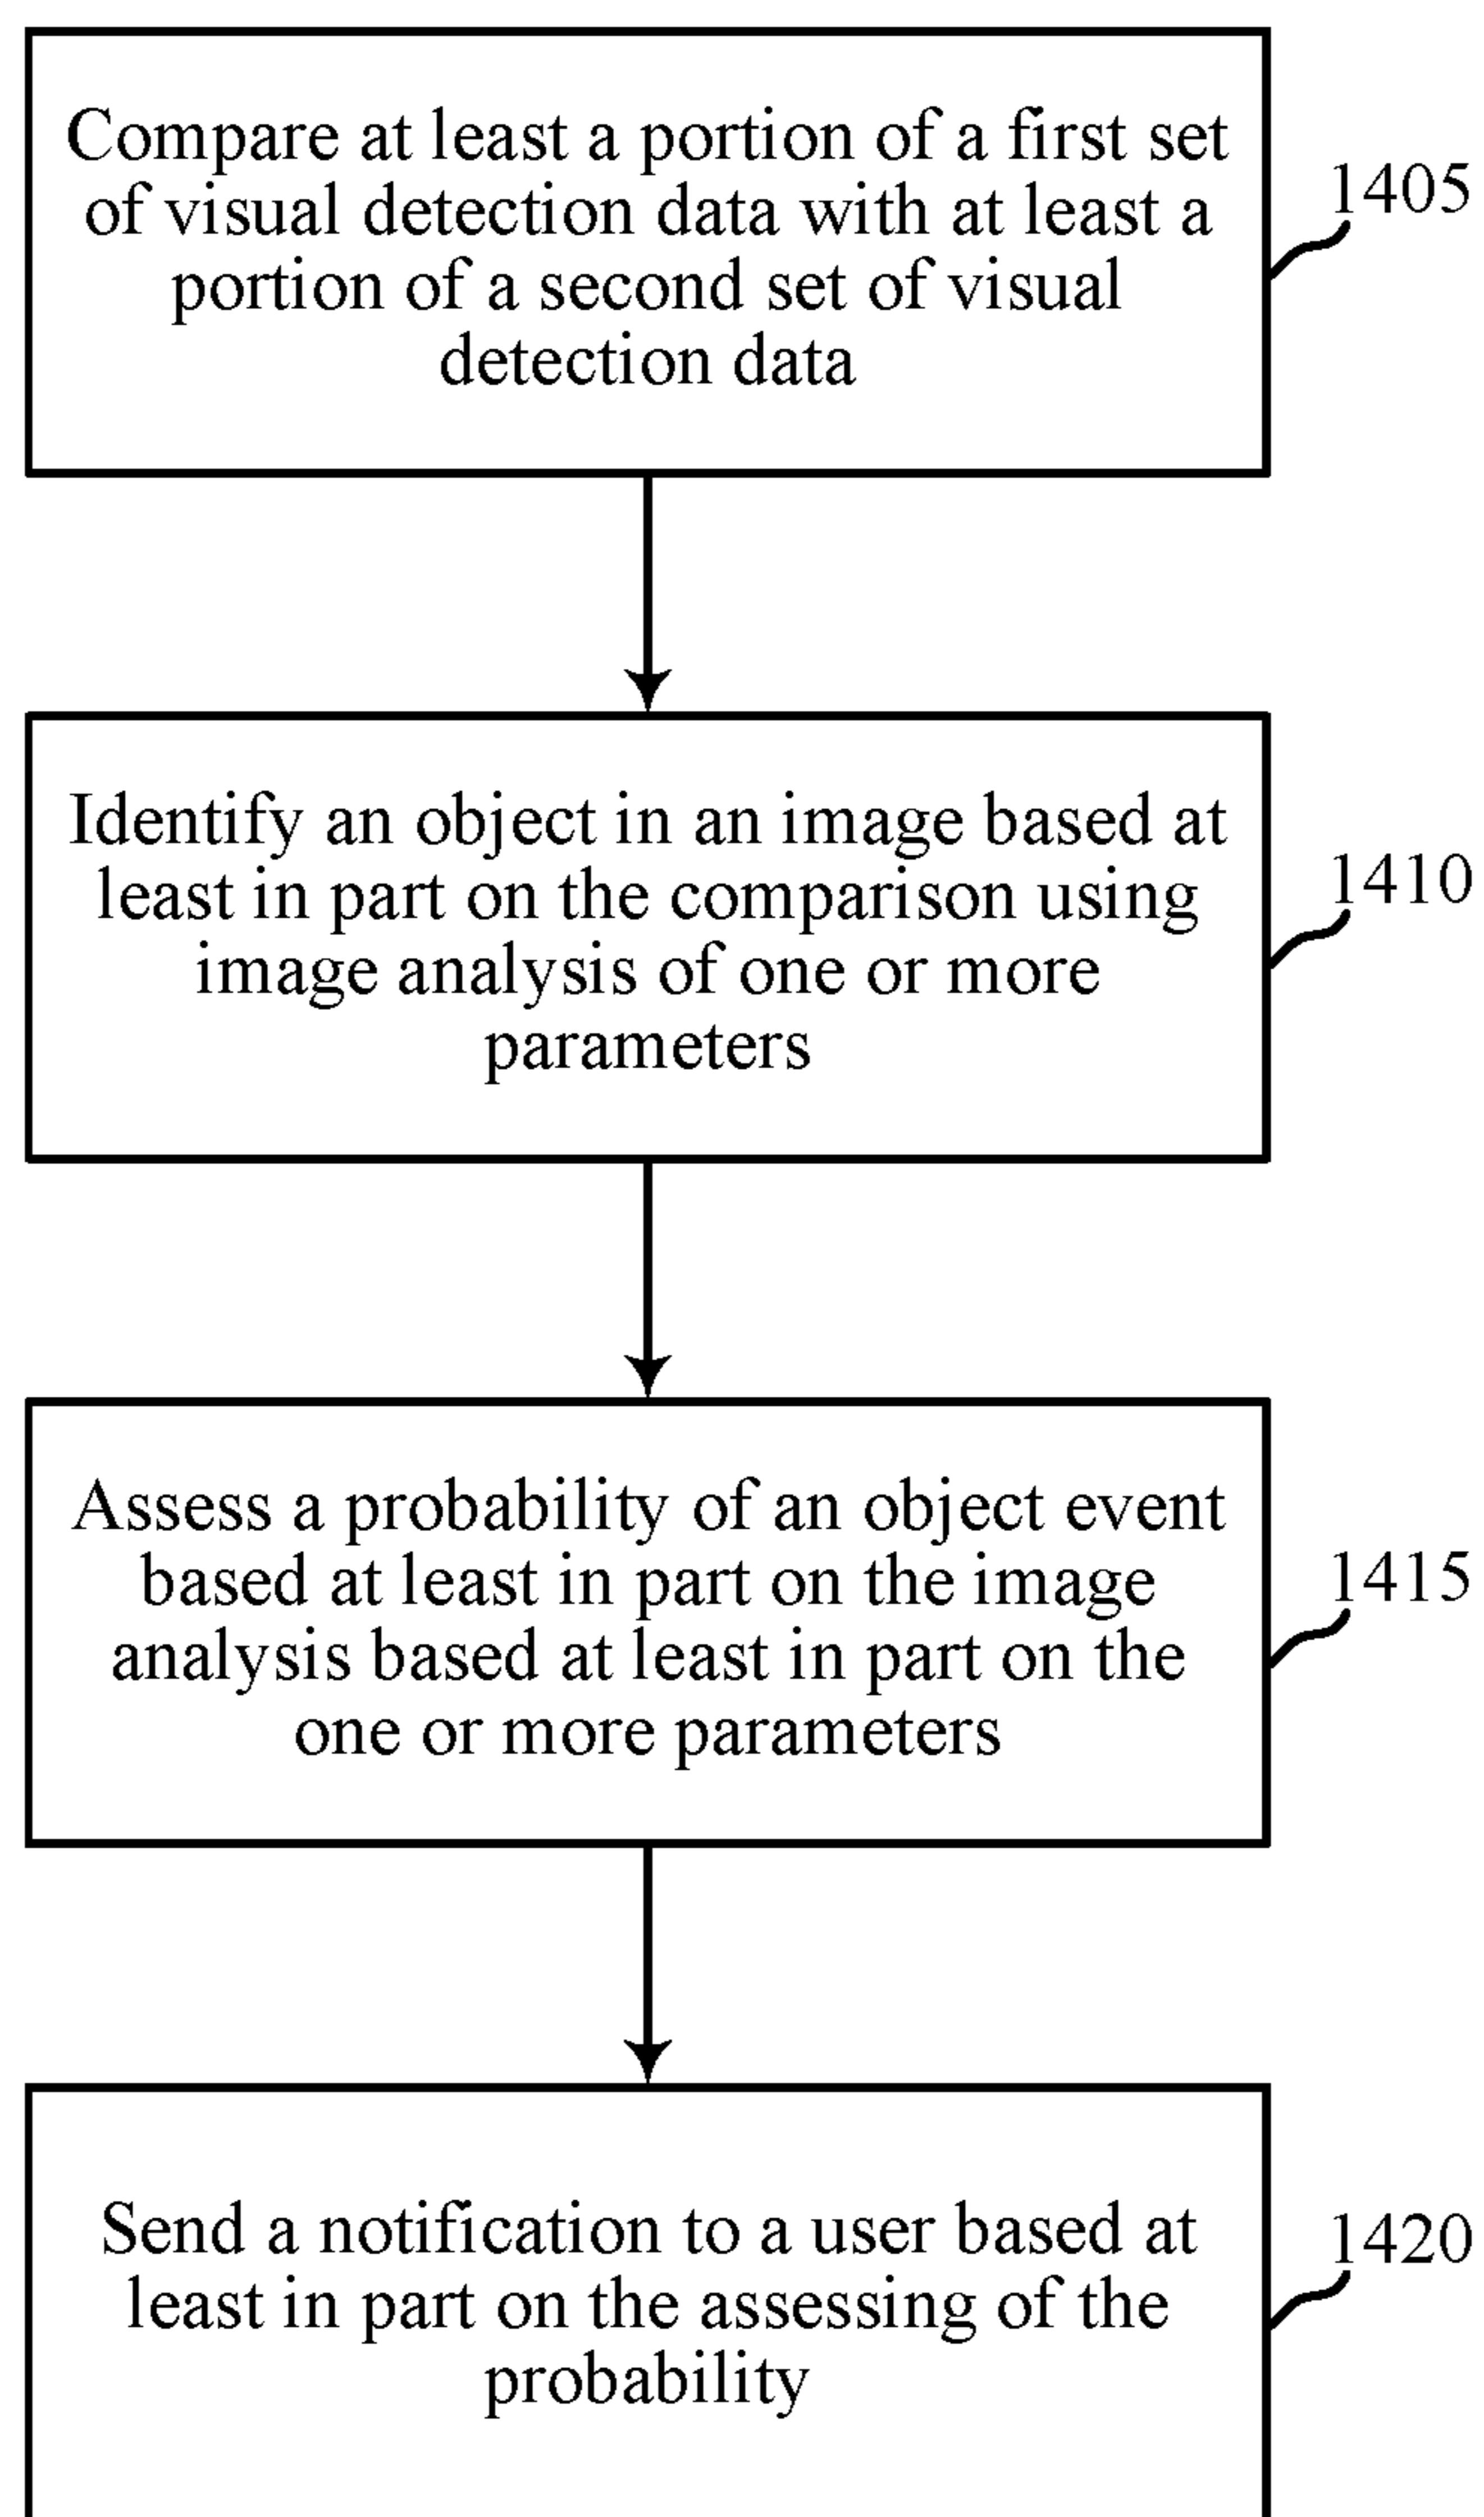 Compare at least a portion of a first set
of visual detection data with at least a
portion of a second set of visual
detection data
1405
Identify an object in an image based at
least in part on the comparison using
image analysis of one or more
parameters
1410
Assess a probability of an object event
based at least in part on the image
analysis based at least in part on the
one or more parameters
1415
Send a notification to a user based at
least in part on the assessing of the
probability
1420